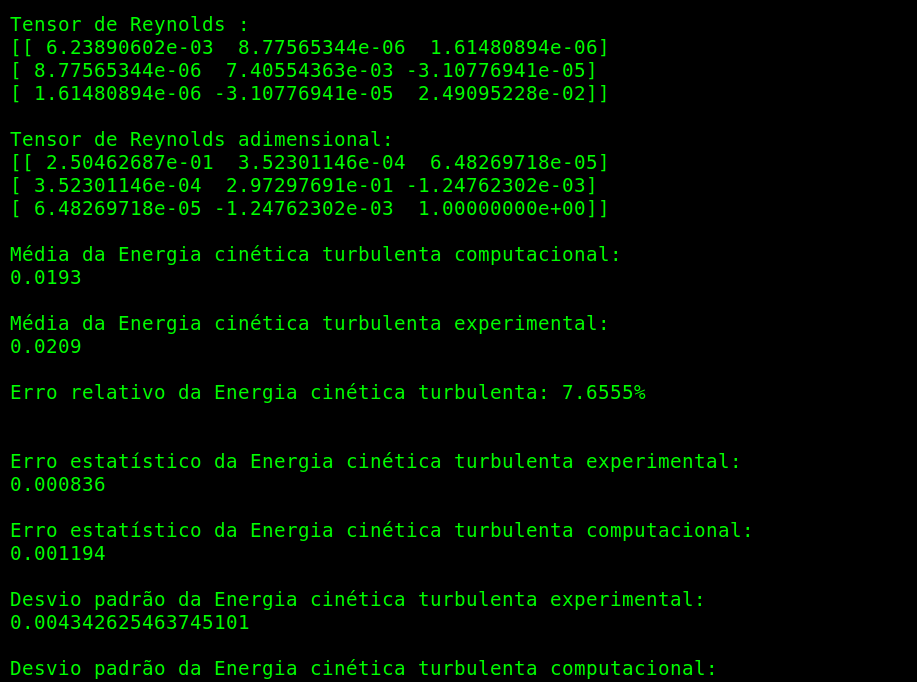 Tensor de Reynolds :
[[ 6.23890602e-03  8.77565344e-06  1.61480894e-06]
[ 8.77565344e-06  7.40554363e-03 -3.10776941e-05]
[ 1.61480894e-06 -3.10776941e-05  2.49095228e-02]]
Tensor de Reynolds adimensional:
[[ 2.50462687e-01  3.52301146e-04  6.48269718e-05]
[ 3.52301146e-04  2.97297691e-01 -1.24762302e-03]
[ 6.48269718e-05 -1.24762302e-03  1.00000000e+00]]
Média da Energia cinética turbulenta computacional:
0.0193
Média da Energia cinética turbulenta experimental:
0.0209
Erro relativo da Energia cinética turbulenta: 7.6555%
Erro estatístico da Energia cinética turbulenta experimental:
0.000836
Erro estatístico da Energia cinética turbulenta computacional:
0.001194
Desvio padrão da Energia cinética turbulenta experimental:
0.004342625463745101
Desvio padrão da Energia cinética turbulenta computacional: